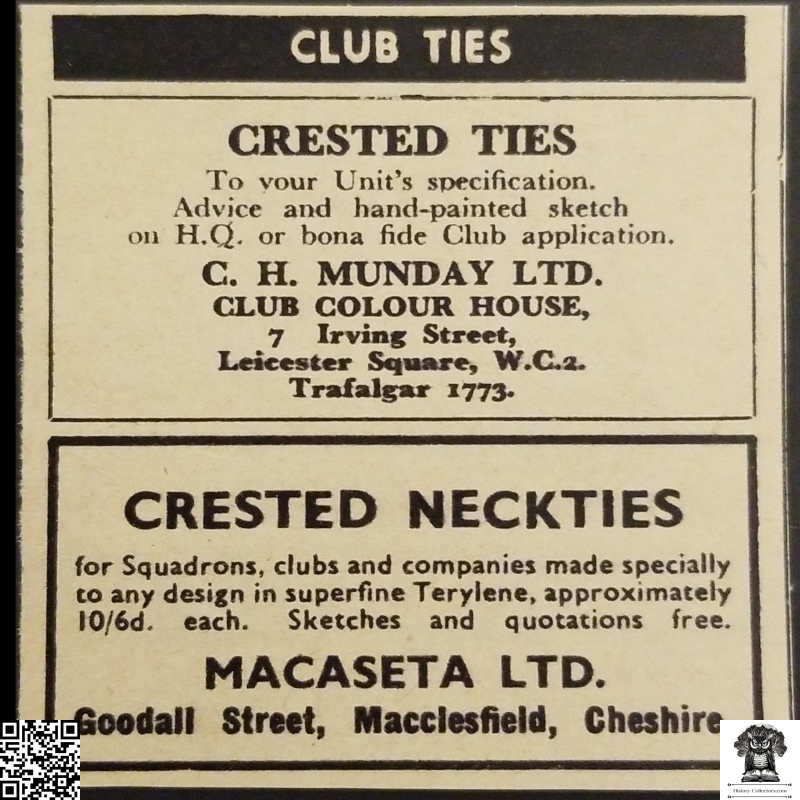 CLUB TIES
CRESTED TIES
To your Unit's specification.
Advice and hand-painted sketch
on H.Q. or bona fide Club application.
C. H. MUNDAY LTD.
CLUB COLOUR HOUSE,
7 Irving Street,
Leicester Square, W.C.2.
Trafalgar 1773.
CRESTED NECKTIES
for Squadrons, clubs and companies made specially
to any design in superfine Terylene, approximately
10/6d. each. Sketches and quotations free.
MACASETA LTD.
Goodall Street, Macclesfield, Cheshire
History-Collectors.com